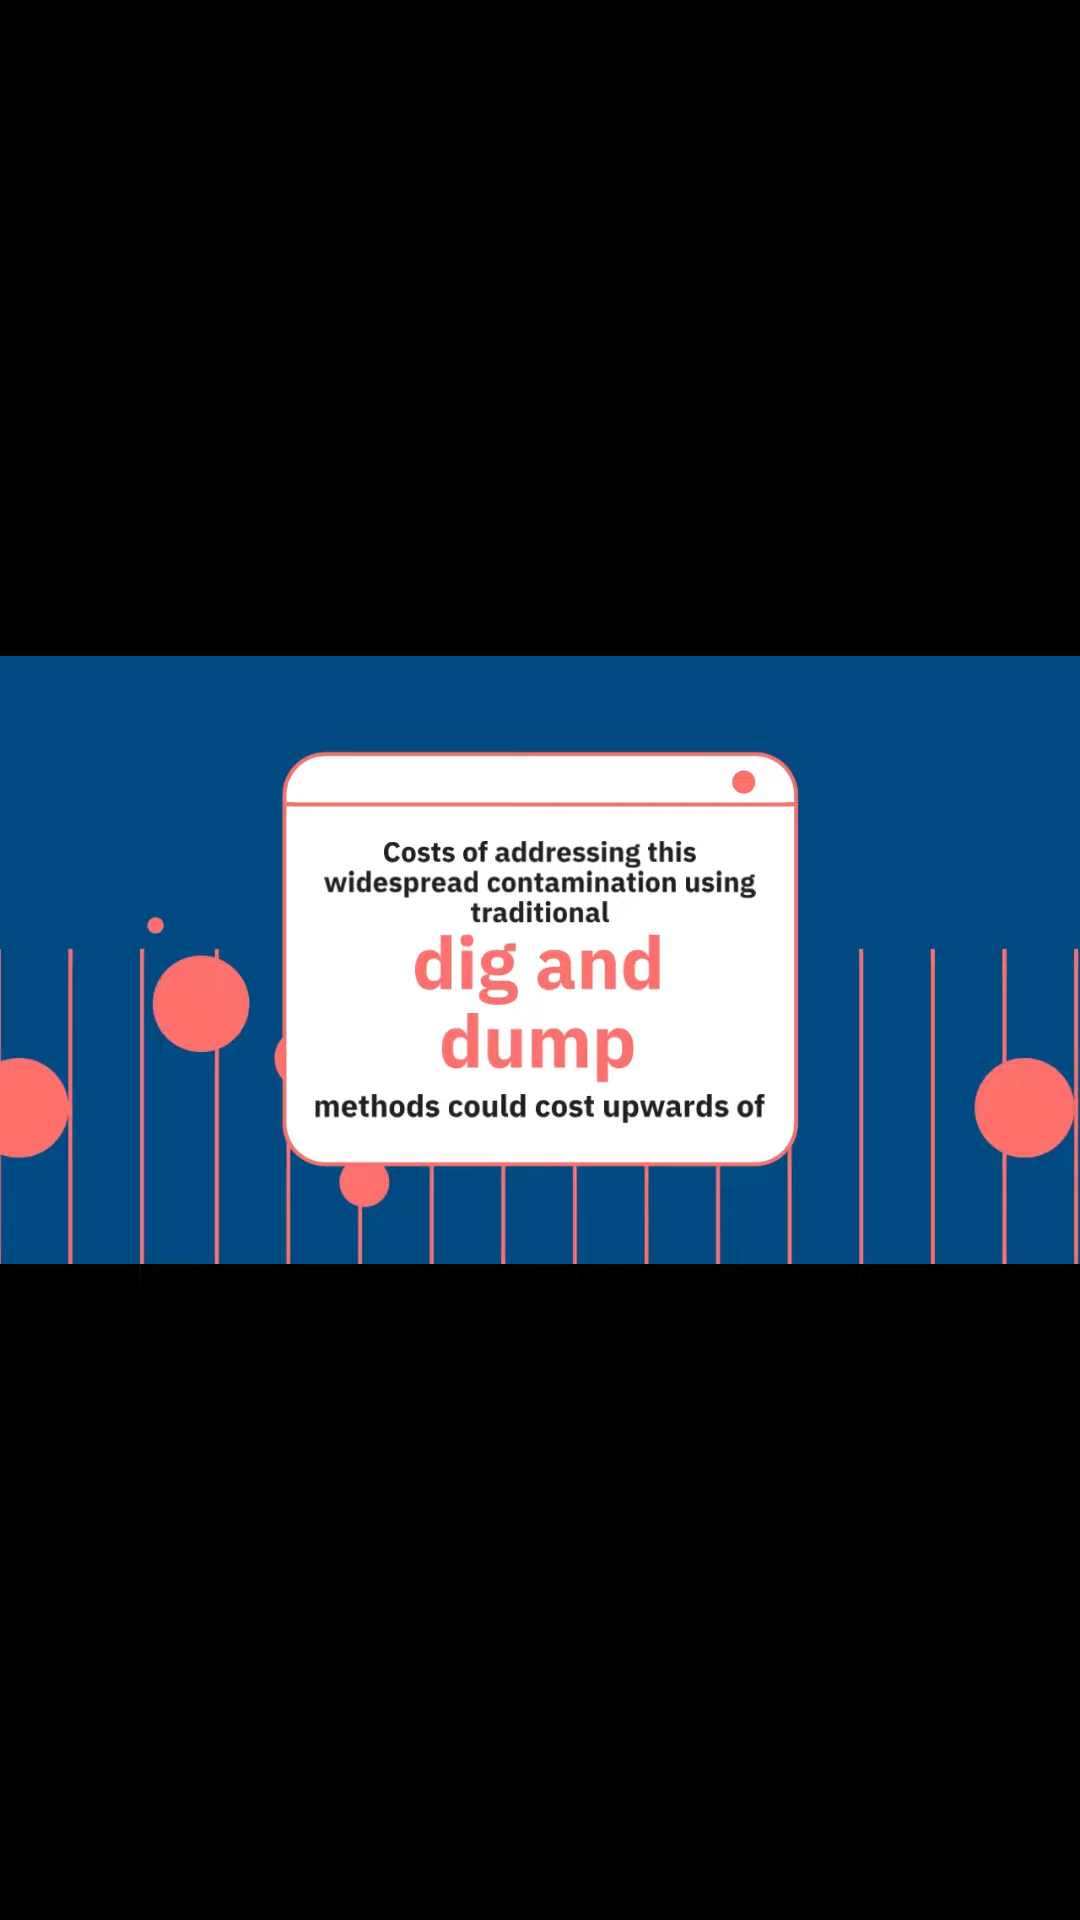 Costs of addressing this
widespread contamination using
traditional
dig and
dump
methods could cost upwards of